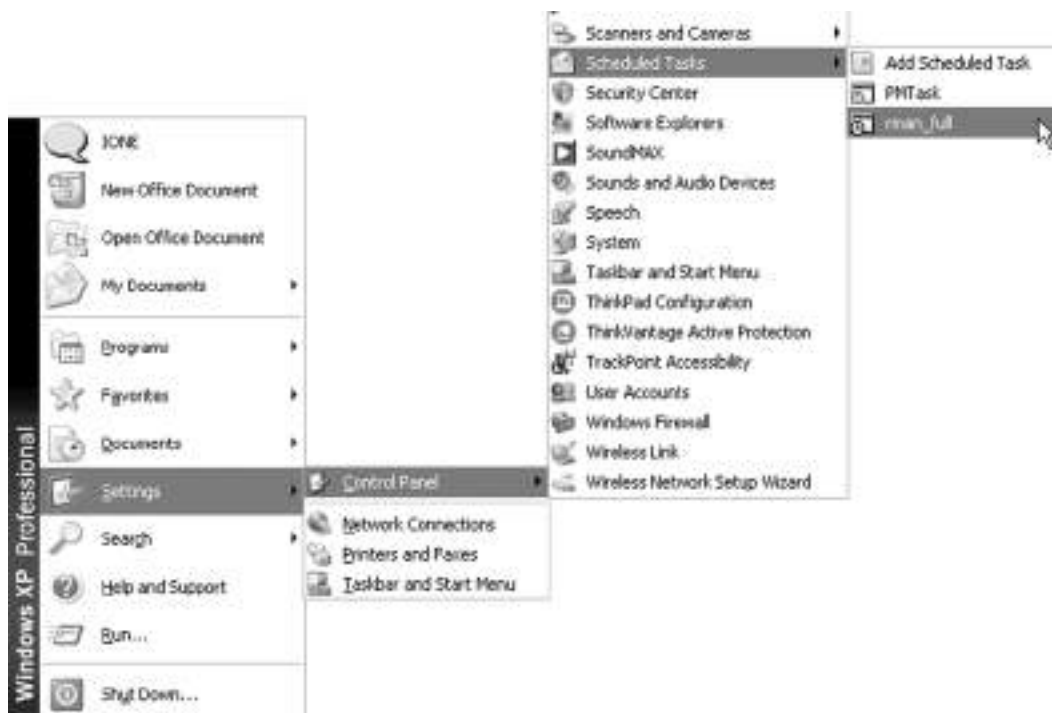 Windows XP Professional
IONE
New Office Document
Open Office Document
My Documents
Programs
Favorites
Documents
Settings
Search
Help and Support
Run...
Shut Down...
Control Panel
Network Connections
Printers and Faxes
Taskbar and Start Menu
Scanners and Cameras
Scheduled Tasks
Security Center
Software Explorers
SoundMAX
Sounds and Audio Devices
Speech
System
Taskbar and Start Menu
ThinkPad Configuration
ThinkVantage Active Protection
TrackPoint Accessibility
User Accounts
Windows Firewall
Wireless Link
Wireless Network Setup Wizard
Add Scheduled Task
PMTask
rman_full